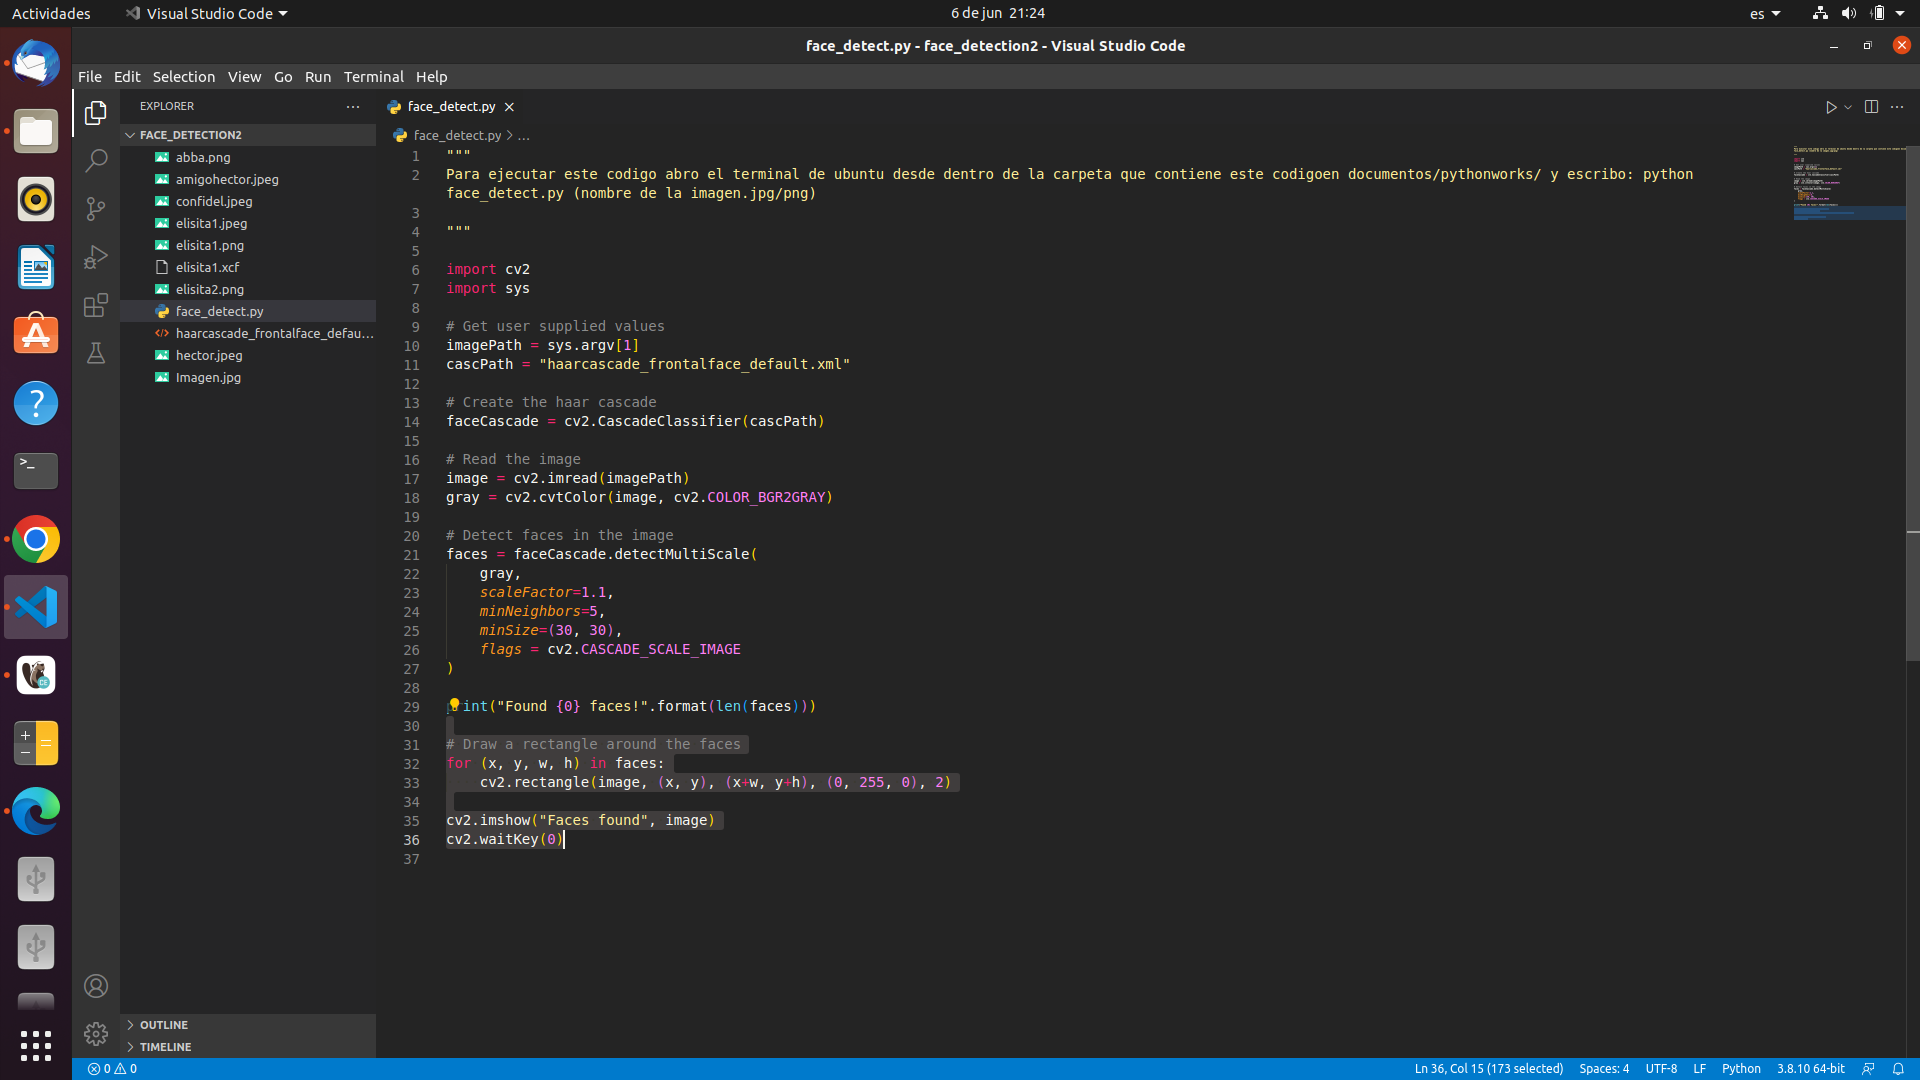 Actividades
Visual Studio Code
6 de jun 21:24
es
face_detect.py - face_detection2 - Visual Studio Code
File Edit Selection View Go Run Terminal Help
EXPLORER
FACE_DETECTION2
abba.png
amigohector.jpeg
confidel.jpeg
elisita1.jpeg
elisita1.png
elisita1.xcf
elisita2.png
face_detect.py
haarcascade_frontalface_defau...
hector.jpeg
Imagen.jpg
OUTLINE
TIMELINE
face_detect.py
face_detect.py > ...
1 """
2 Para ejecutar este codigo abro el terminal de ubuntu desde dentro de la carpeta que contiene este codigoen documentos/pythonworks/ y escribo: python
face_detect.py (nombre de la imagen.jpg/png)
3
4 """
5
6 import cv2
7 import sys
8
9 # Get user supplied values
10 imagePath = sys.argv[1]
11 cascPath = "haarcascade_frontalface_default.xml"
12
13 # Create the haar cascade
14 faceCascade = cv2.CascadeClassifier(cascPath)
15
16 # Read the image
17 image = cv2.imread(imagePath)
18 gray = cv2.cvtColor(image, cv2.COLOR_BGR2GRAY)
19
20 # Detect faces in the image
21 faces = faceCascade.detectMultiScale(
22     gray,
23     scaleFactor=1.1,
24     minNeighbors=5,
25     minSize=(30, 30),
26     flags = cv2.CASCADE_SCALE_IMAGE
27 )
28
29 int("Found {0} faces!".format(len(faces)))
30
31 # Draw a rectangle around the faces
32 for (x, y, w, h) in faces:
33     cv2.rectangle(image, (x, y), (x+w, y+h), (0, 255, 0), 2)
34
35 cv2.imshow("Faces found", image)
36 cv2.waitKey(0)
37
0 0
Ln 36, Col 15 (173 selected) Spaces: 4 UTF-8 LF Python 3.8.10 64-bit